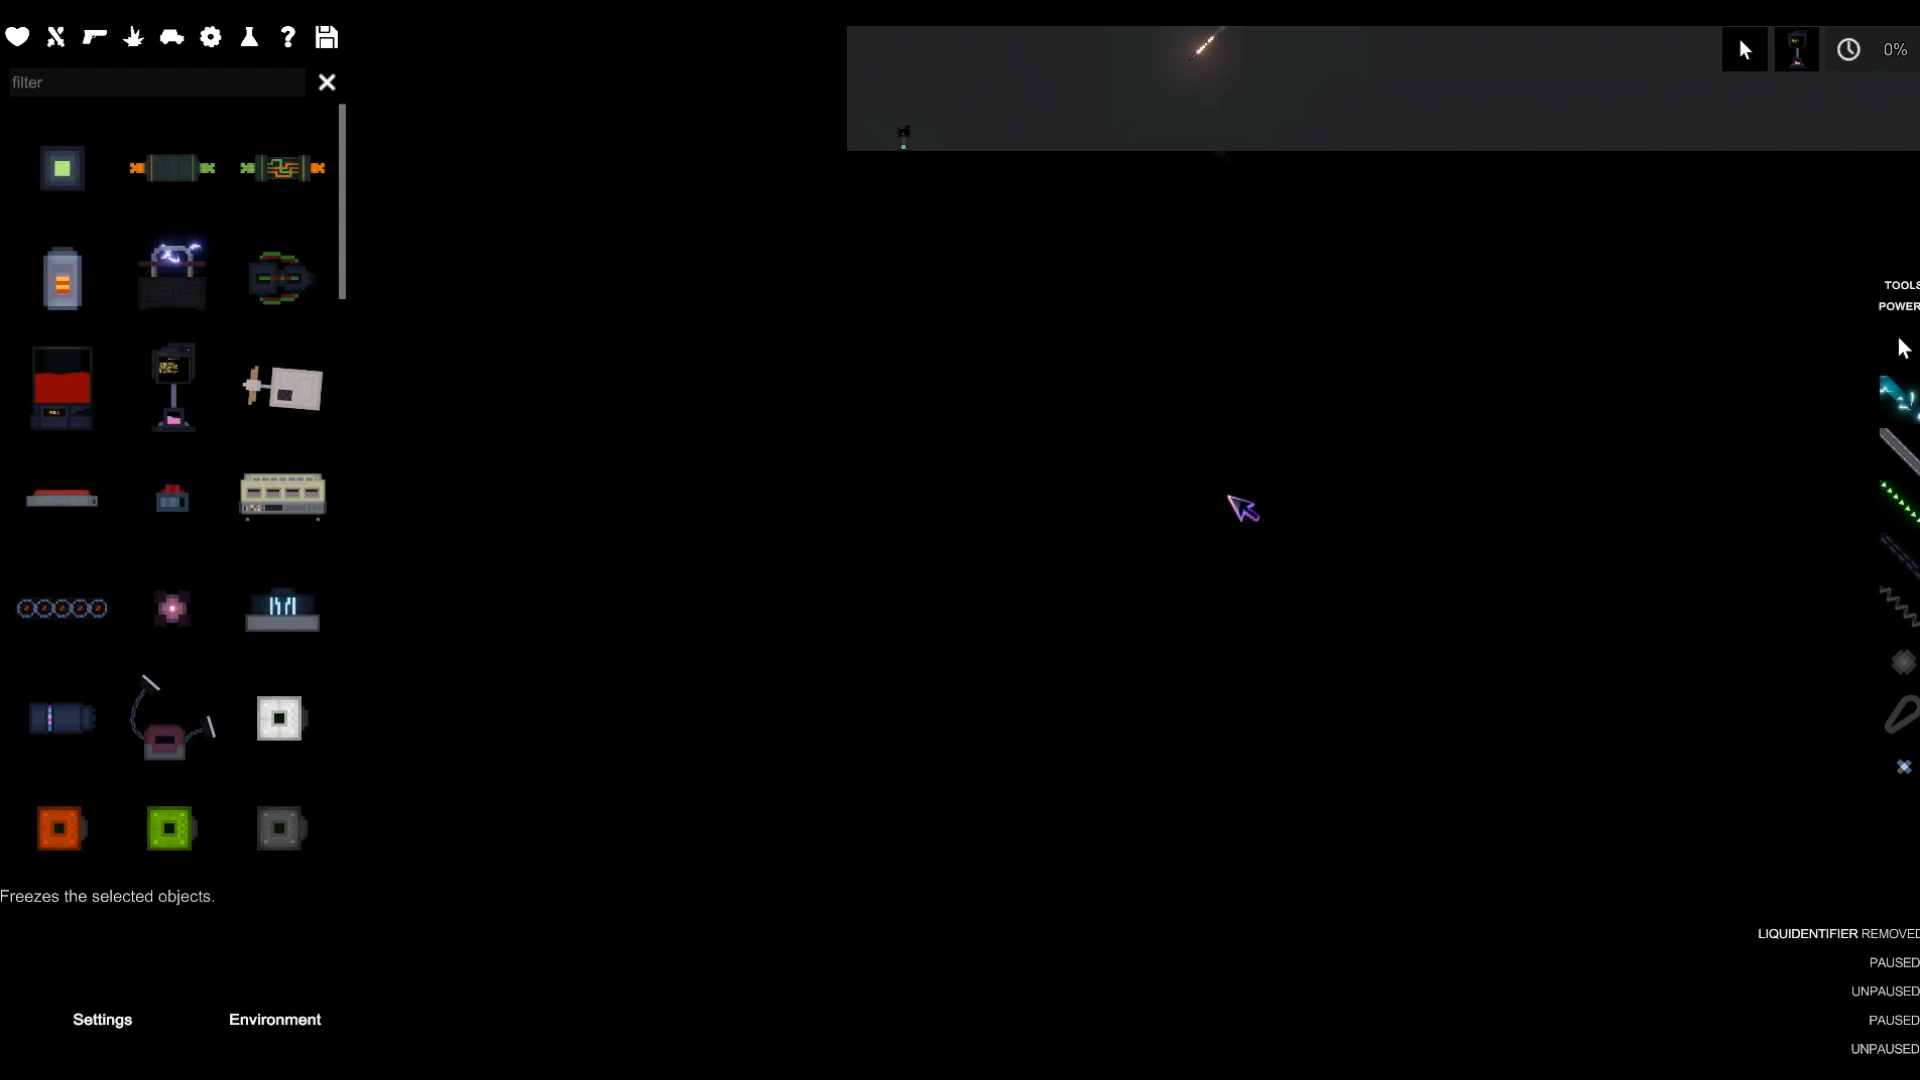 filter
0%
TOOLS
POWER
Freezes the selected objects.
LIQUIDENTIFIER REMOVED
PAUSED
UNPAUSED
PAUSED
UNPAUSED
Settings
Environment